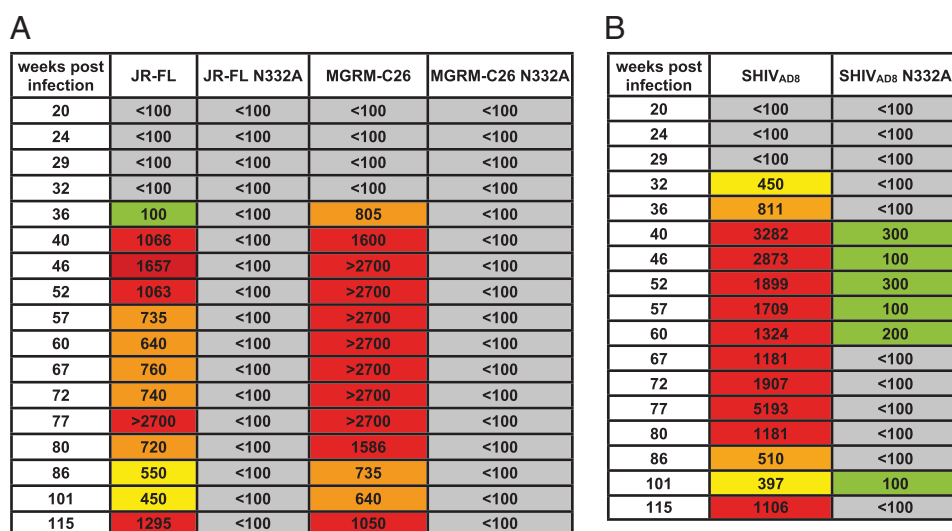 A
weeks post infection JR-FL JR-FL N332A MGRM-C26 MGRM-C26 N332A
20 <100 <100 <100 <100
24 <100 <100 <100 <100
29 <100 <100 <100 <100
32 <100 <100 <100 <100
36 100 <100 805 <100
40 1066 <100 1600 <100
46 1657 <100 >2700 <100
52 1063 <100 >2700 <100
57 735 <100 >2700 <100
60 640 <100 >2700 <100
67 760 <100 >2700 <100
72 740 <100 >2700 <100
77 >2700 <100 >2700 <100
80 720 <100 1586 <100
86 550 <100 735 <100
101 450 <100 640 <100
115 1295 <100 1050 <100
B
weeks post infection SHIVAD8 SHIVAD8 N332A
20 <100 <100
24 <100 <100
29 <100 <100
32 450 <100
36 811 <100
40 3282 300
46 2873 100
52 1899 300
57 1709 100
60 1324 200
67 1181 <100
72 1907 <100
77 5193 <100
80 1181 <100
86 510 <100
101 397 100
115 1106 <100